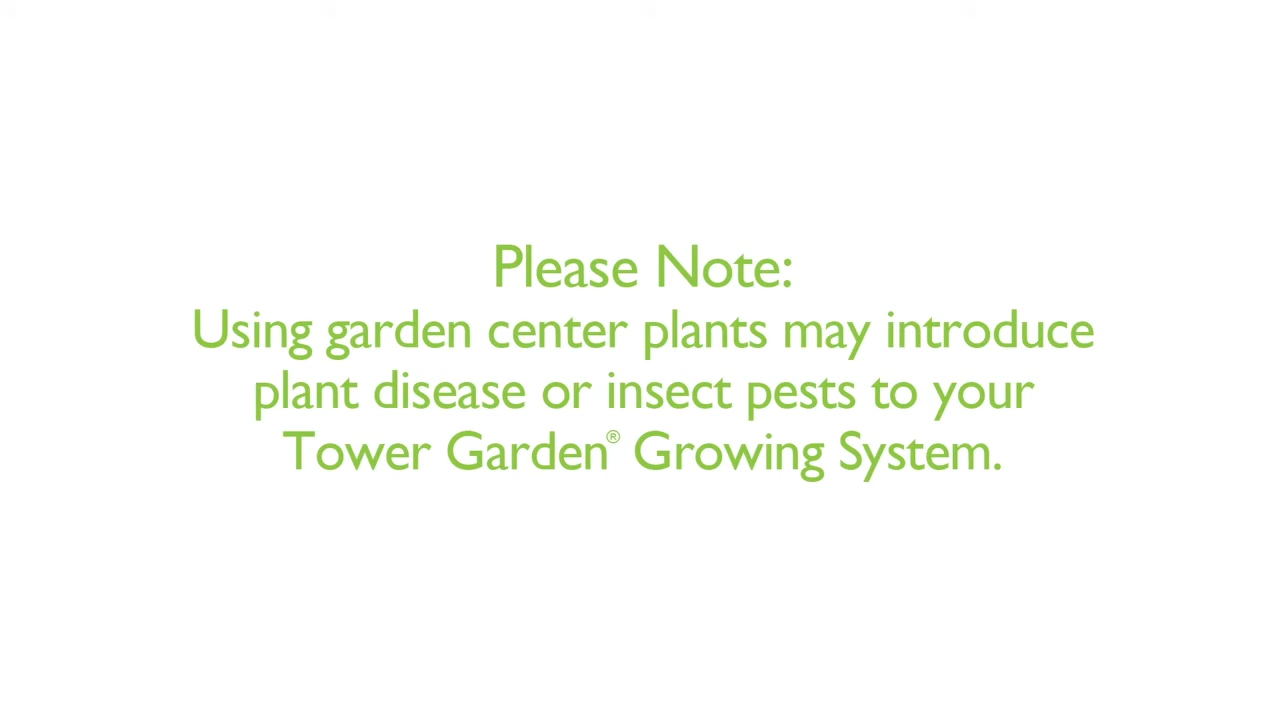 Please Note:
Using garden center plants may introduce
plant disease or insect pests to your
Tower Garden® Growing System.